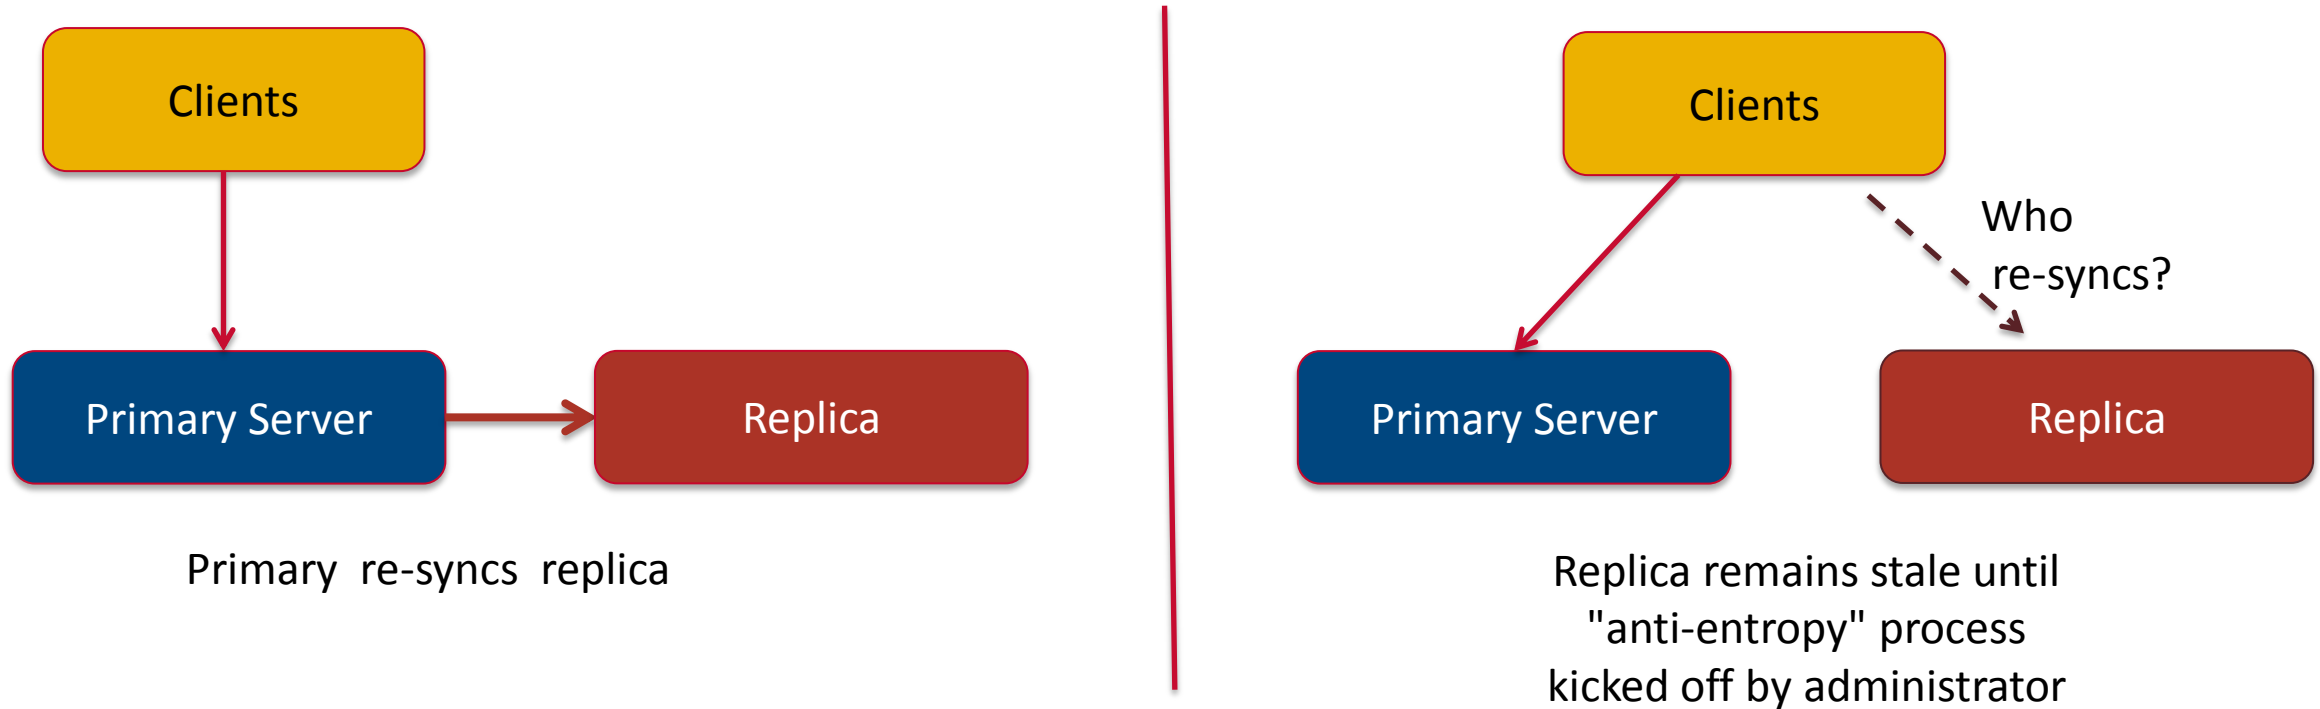 Clients
Primary Server
Replica
Primary re-syncs replica
Clients
Who
re-syncs?
Primary Server
Replica
Replica remains stale until
"anti-entropy" process
kicked off by administrator